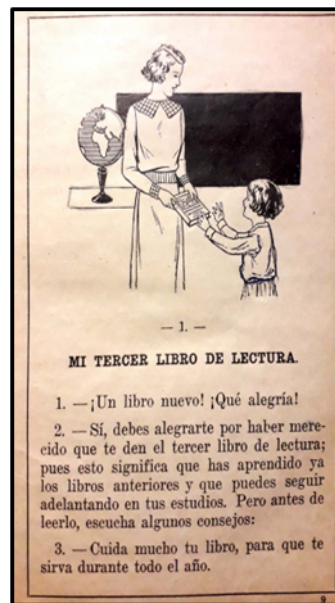 — 1. —
MI TERCER LIBRO DE LECTURA.
1. —¡Un libro nuevo! ¡Qué alegría!
2. —Sí, debes alegrarte por haber mere-
cido que te den el tercer libro de lectura;
pues esto significa que has aprendido ya
los libros anteriores y que puedes seguir
adelantando en tus estudios. Pero antes de
leerlo, escucha algunos consejos:
3. —Cuida mucho tu libro, para que te
sirva durante todo el año.
9